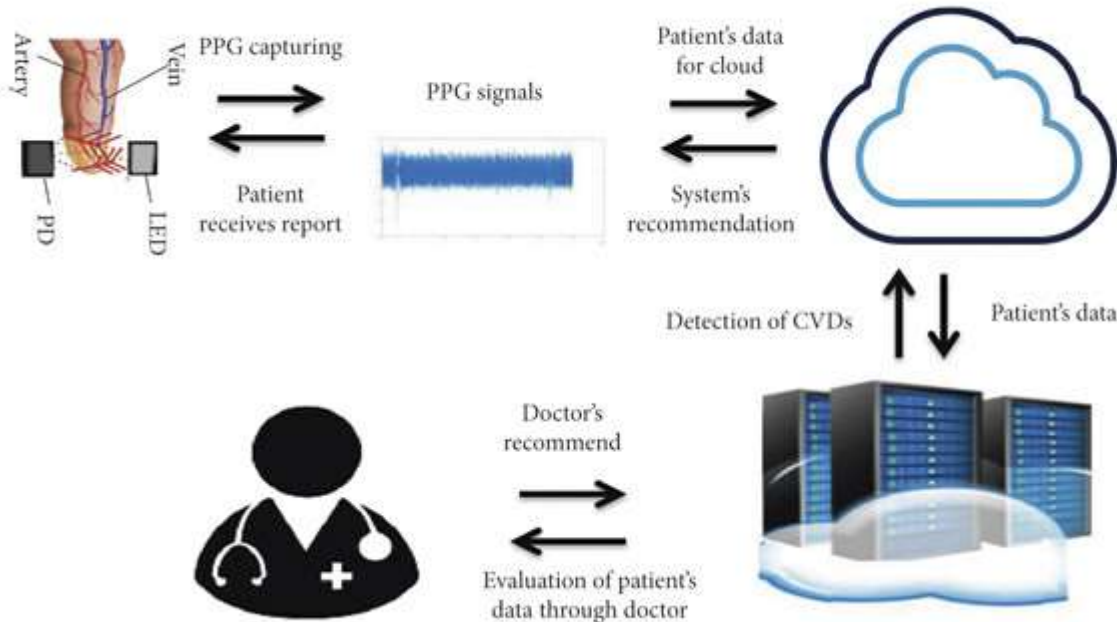 Artery
Vein
PD
LED
PPG capturing
Patient
receives report
PPG signals
Patient's data
for cloud
System's
recommendation
Detection of CVDs
Patient's data
Doctor's
recommend
Evaluation of patient's
data through doctor